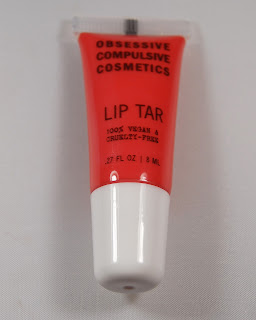 OBSESSIVE
COMPULSIVE
COSMETICS
LIP TAR
100% VEGAN &
CRUELTY-FREE
.27 FL OZ | 8 ML